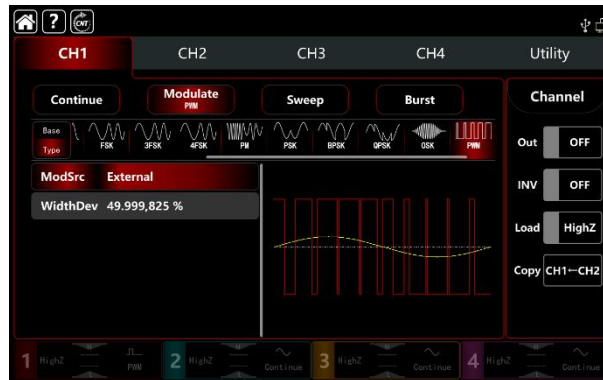 ? CNT
CH1 CH2 CH3 CH4 Utility
Continue Modulate PWM Sweep Burst Channel
Base Type FSK 3FSK 4FSK PM PSK BPSK QPSK OSK PWM
Out OFF
ModSrc External
INV OFF
WidthDev 49.999,825 %
Load HighZ
Copy CH1←CH2
1 HighZ PWM 2 HighZ Continue 3 HighZ Continue 4 HighZ Continue